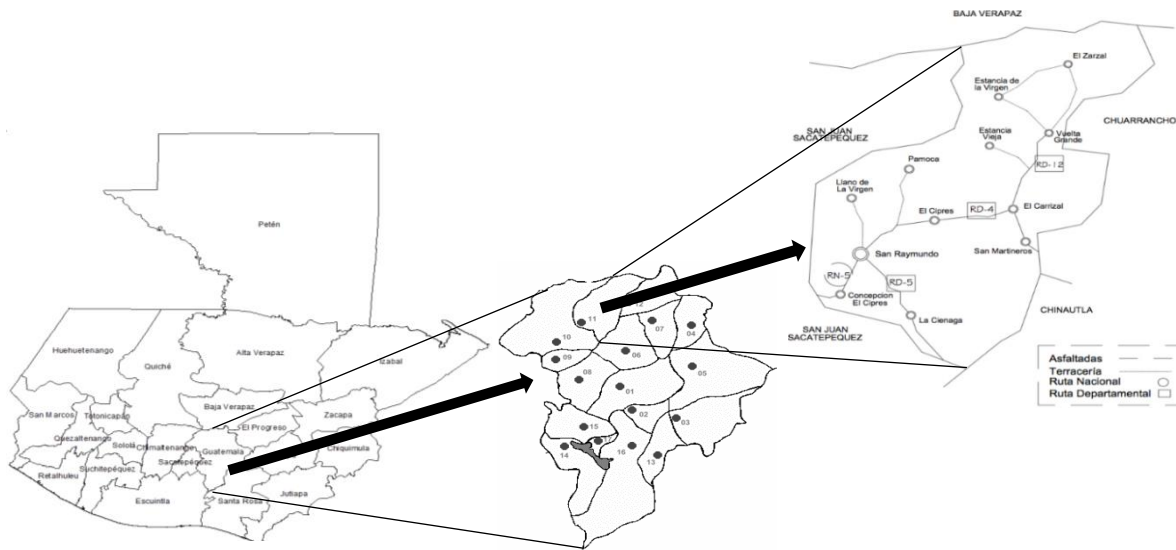 Petén
Huehuetenango
Quiché
Alta Verapaz
Izabal
San Marcos
Totonicapán
Baja Verapaz
Zacapa
El Progreso
Quezaltenango
Sololá
Chimaltenango
Guatemala
Chiquimula
Retalhuleu
Suchitepéquez
Sacatepéquez
Escuintla
Santa Rosa
Jutiapa
12
11
07
04
10
06
09
05
08
01
02
03
15
14
16
13
BAJA VERAPAZ
El Zarzal
Estancia de
la Virgen
CHUARRANCHO
SAN JUAN
SACATEPEQUEZ
Estancia
Vieja
Vuelta
Grande
Pamoca
RD-12
Llano de
La Virgen
El Cipres
RD-4
El Carrizal
San Raymundo
San Martineros
RN-5
RD-5
Concepcion
El Cipres
La Cienaga
CHINAUTLA
SAN JUAN
SACATEPEQUEZ
Asfaltadas
Terracería
Ruta Nacional
Ruta Departamental